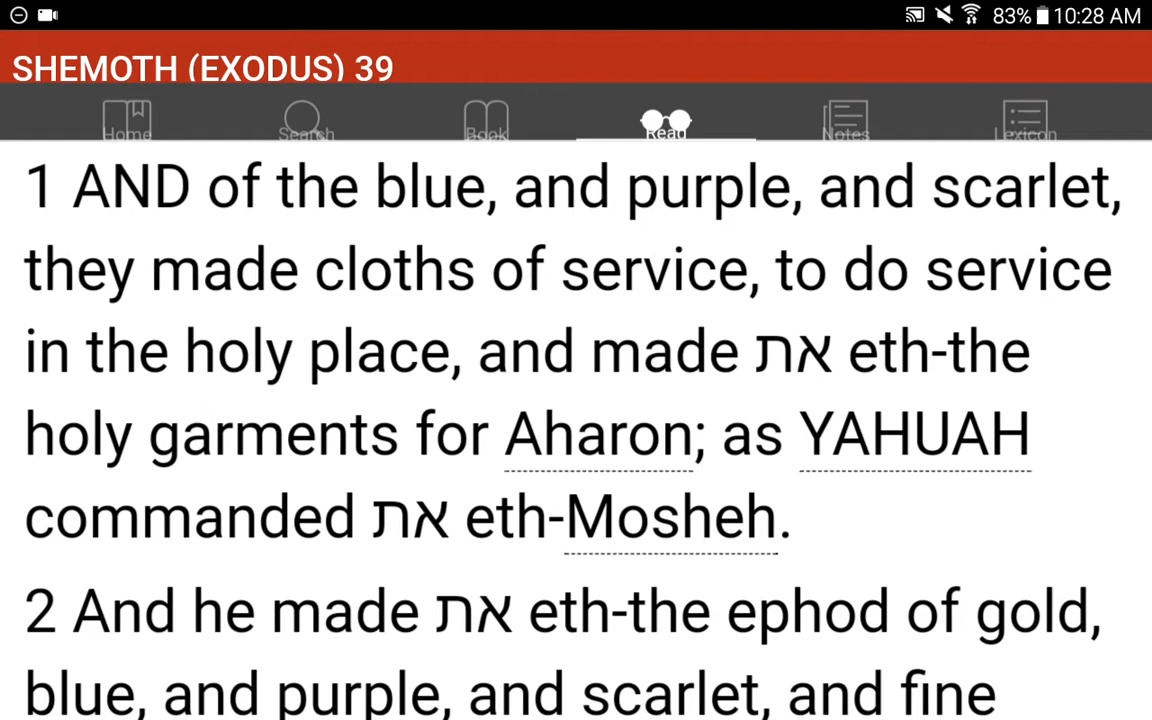 83% 10:28 AM
SHEMOTH (EXODUS) 39
Home Search Book Read Notes Lexicon
1 AND of the blue, and purple, and scarlet,
they made cloths of service, to do service
in the holy place, and made את eth-the
holy garments for Aharon; as YAHUAH
commanded את eth-Mosheh.
2 And he made את eth-the ephod of gold,
blue, and purple, and scarlet, and fine